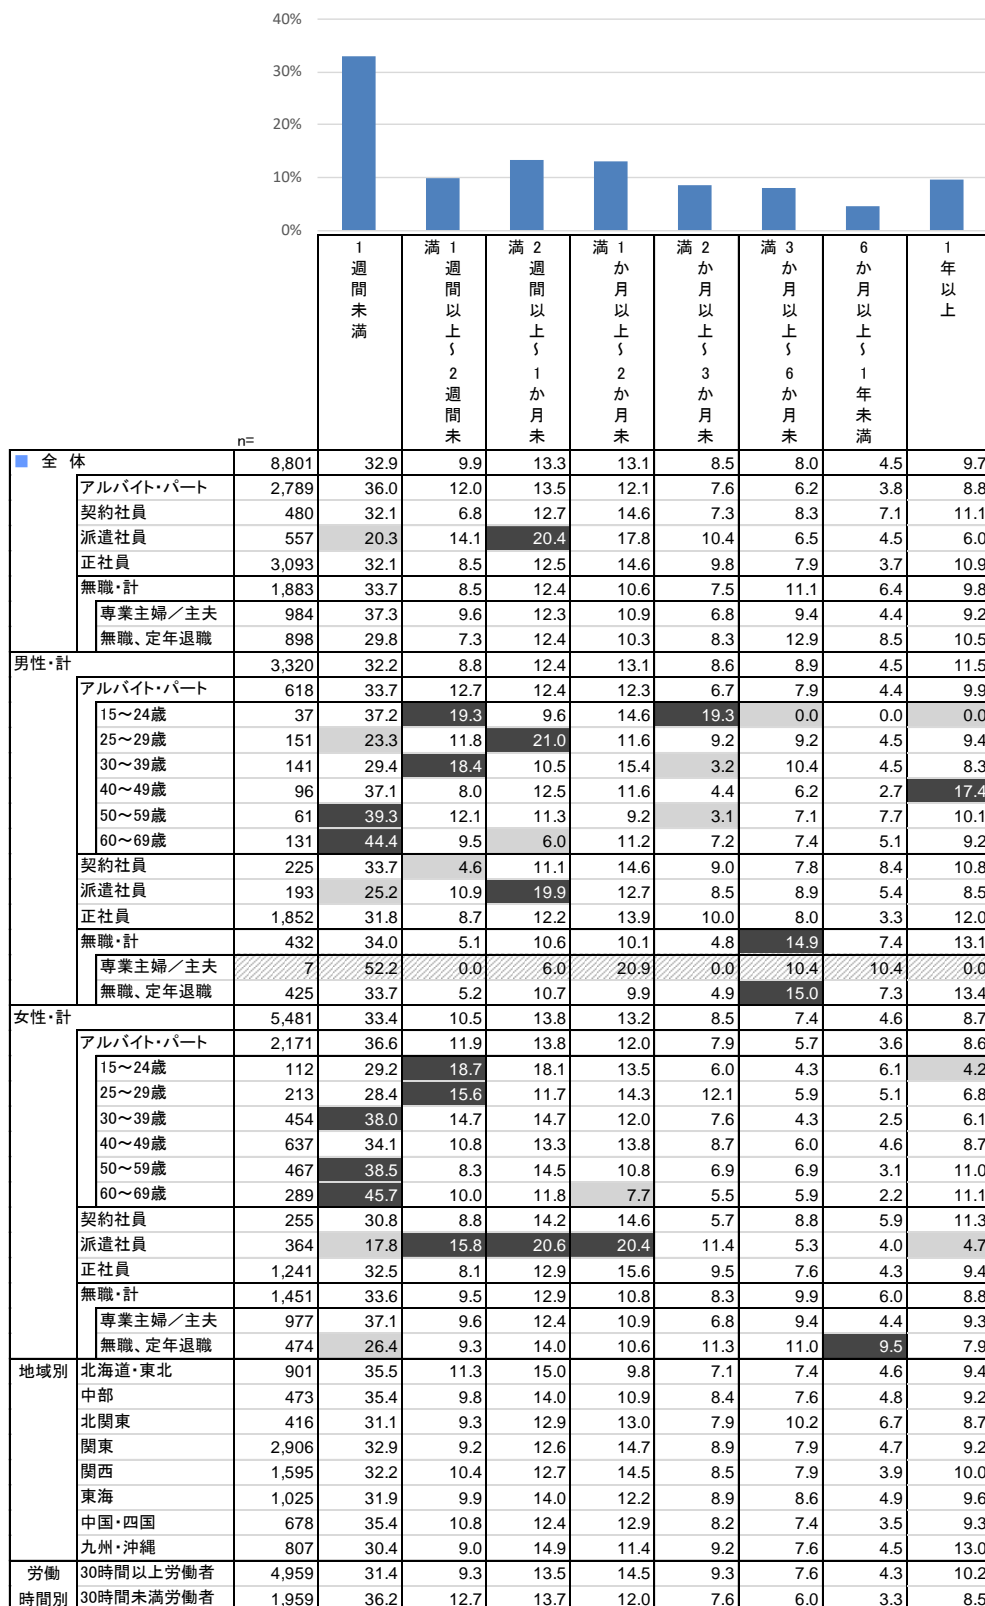 40%
30%
20%
10%
0%
1週間未満
1週間以上～2週間未満
2週間以上～1か月未満
1か月以上～2か月未満
2か月以上～3か月未満
3か月以上～6か月未満
6か月以上～1年未満
1年以上
n=
■ 全 体 8,801 32.9 9.9 13.3 13.1 8.5 8.0 4.5 9.7
アルバイト・パート 2,789 36.0 12.0 13.5 12.1 7.6 6.2 3.8 8.8
契約社員 480 32.1 6.8 12.7 14.6 7.3 8.3 7.1 11.1
派遣社員 557 20.3 14.1 20.4 17.8 10.4 6.5 4.5 6.0
正社員 3,093 32.1 8.5 12.5 14.6 9.8 7.9 3.7 10.9
無職・計 1,883 33.7 8.5 12.4 10.6 7.5 11.1 6.4 9.8
専業主婦／主夫 984 37.3 9.6 12.3 10.9 6.8 9.4 4.4 9.2
無職、定年退職 898 29.8 7.3 12.4 10.3 8.3 12.9 8.5 10.5
男性・計 3,320 32.2 8.8 12.4 13.1 8.6 8.9 4.5 11.5
アルバイト・パート 618 33.7 12.7 12.4 12.3 6.7 7.9 4.4 9.9
15～24歳 37 37.2 19.3 9.6 14.6 19.3 0.0 0.0 0.0
25～29歳 151 23.3 11.8 21.0 11.6 9.2 9.2 4.5 9.4
30～39歳 141 29.4 18.4 10.5 15.4 3.2 10.4 4.5 8.3
40～49歳 96 37.1 8.0 12.5 11.6 4.4 6.2 2.7 17.4
50～59歳 61 39.3 12.1 11.3 9.2 3.1 7.1 7.7 10.1
60～69歳 131 44.4 9.5 6.0 11.2 7.2 7.4 5.1 9.2
契約社員 225 33.7 4.6 11.1 14.6 9.0 7.8 8.4 10.8
派遣社員 193 25.2 10.9 19.9 12.7 8.5 8.9 5.4 8.5
正社員 1,852 31.8 8.7 12.2 13.9 10.0 8.0 3.3 12.0
無職・計 432 34.0 5.1 10.6 10.1 4.8 14.9 7.4 13.1
専業主婦／主夫 7 52.2 0.0 6.0 20.9 0.0 10.4 10.4 0.0
無職、定年退職 425 33.7 5.2 10.7 9.9 4.9 15.0 7.3 13.4
女性・計 5,481 33.4 10.5 13.8 13.2 8.5 7.4 4.6 8.7
アルバイト・パート 2,171 36.6 11.9 13.8 12.0 7.9 5.7 3.6 8.6
15～24歳 112 29.2 18.7 18.1 13.5 6.0 4.3 6.1 4.2
25～29歳 213 28.4 15.6 11.7 14.3 12.1 5.9 5.1 6.8
30～39歳 454 38.0 14.7 14.7 12.0 7.6 4.3 2.5 6.1
40～49歳 637 34.1 10.8 13.3 13.8 8.7 6.0 4.6 8.7
50～59歳 467 38.5 8.3 14.5 10.8 6.9 6.9 3.1 11.0
60～69歳 289 45.7 10.0 11.8 7.7 5.5 5.9 2.2 11.1
契約社員 255 30.8 8.8 14.2 14.6 5.7 8.8 5.9 11.3
派遣社員 364 17.8 15.8 20.6 20.4 11.4 5.3 4.0 4.7
正社員 1,241 32.5 8.1 12.9 15.6 9.5 7.6 4.3 9.4
無職・計 1,451 33.6 9.5 12.9 10.8 8.3 9.9 6.0 8.8
専業主婦／主夫 977 37.1 9.6 12.4 10.9 6.8 9.4 4.4 9.3
無職、定年退職 474 26.4 9.3 14.0 10.6 11.3 11.0 9.5 7.9
地域別 北海道・東北 901 35.5 11.3 15.0 9.8 7.1 7.4 4.6 9.4
中部 473 35.4 9.8 14.0 10.9 8.4 7.6 4.8 9.2
北関東 416 31.1 9.3 12.9 13.0 7.9 10.2 6.7 8.7
関東 2,906 32.9 9.2 12.6 14.7 8.9 7.9 4.7 9.2
関西 1,595 32.2 10.4 12.7 14.5 8.5 7.9 3.9 10.0
東海 1,025 31.9 9.9 14.0 12.2 8.9 8.6 4.9 9.6
中国・四国 678 35.4 10.8 12.4 12.9 8.2 7.4 3.5 9.3
九州・沖縄 807 30.4 9.0 14.9 11.4 9.2 7.6 4.5 13.0
労働 30時間以上労働者 4,959 31.4 9.3 13.5 14.5 9.3 7.6 4.3 10.2
時間別 30時間未満労働者 1,959 36.2 12.7 13.7 12.0 7.6 6.0 3.3 8.5